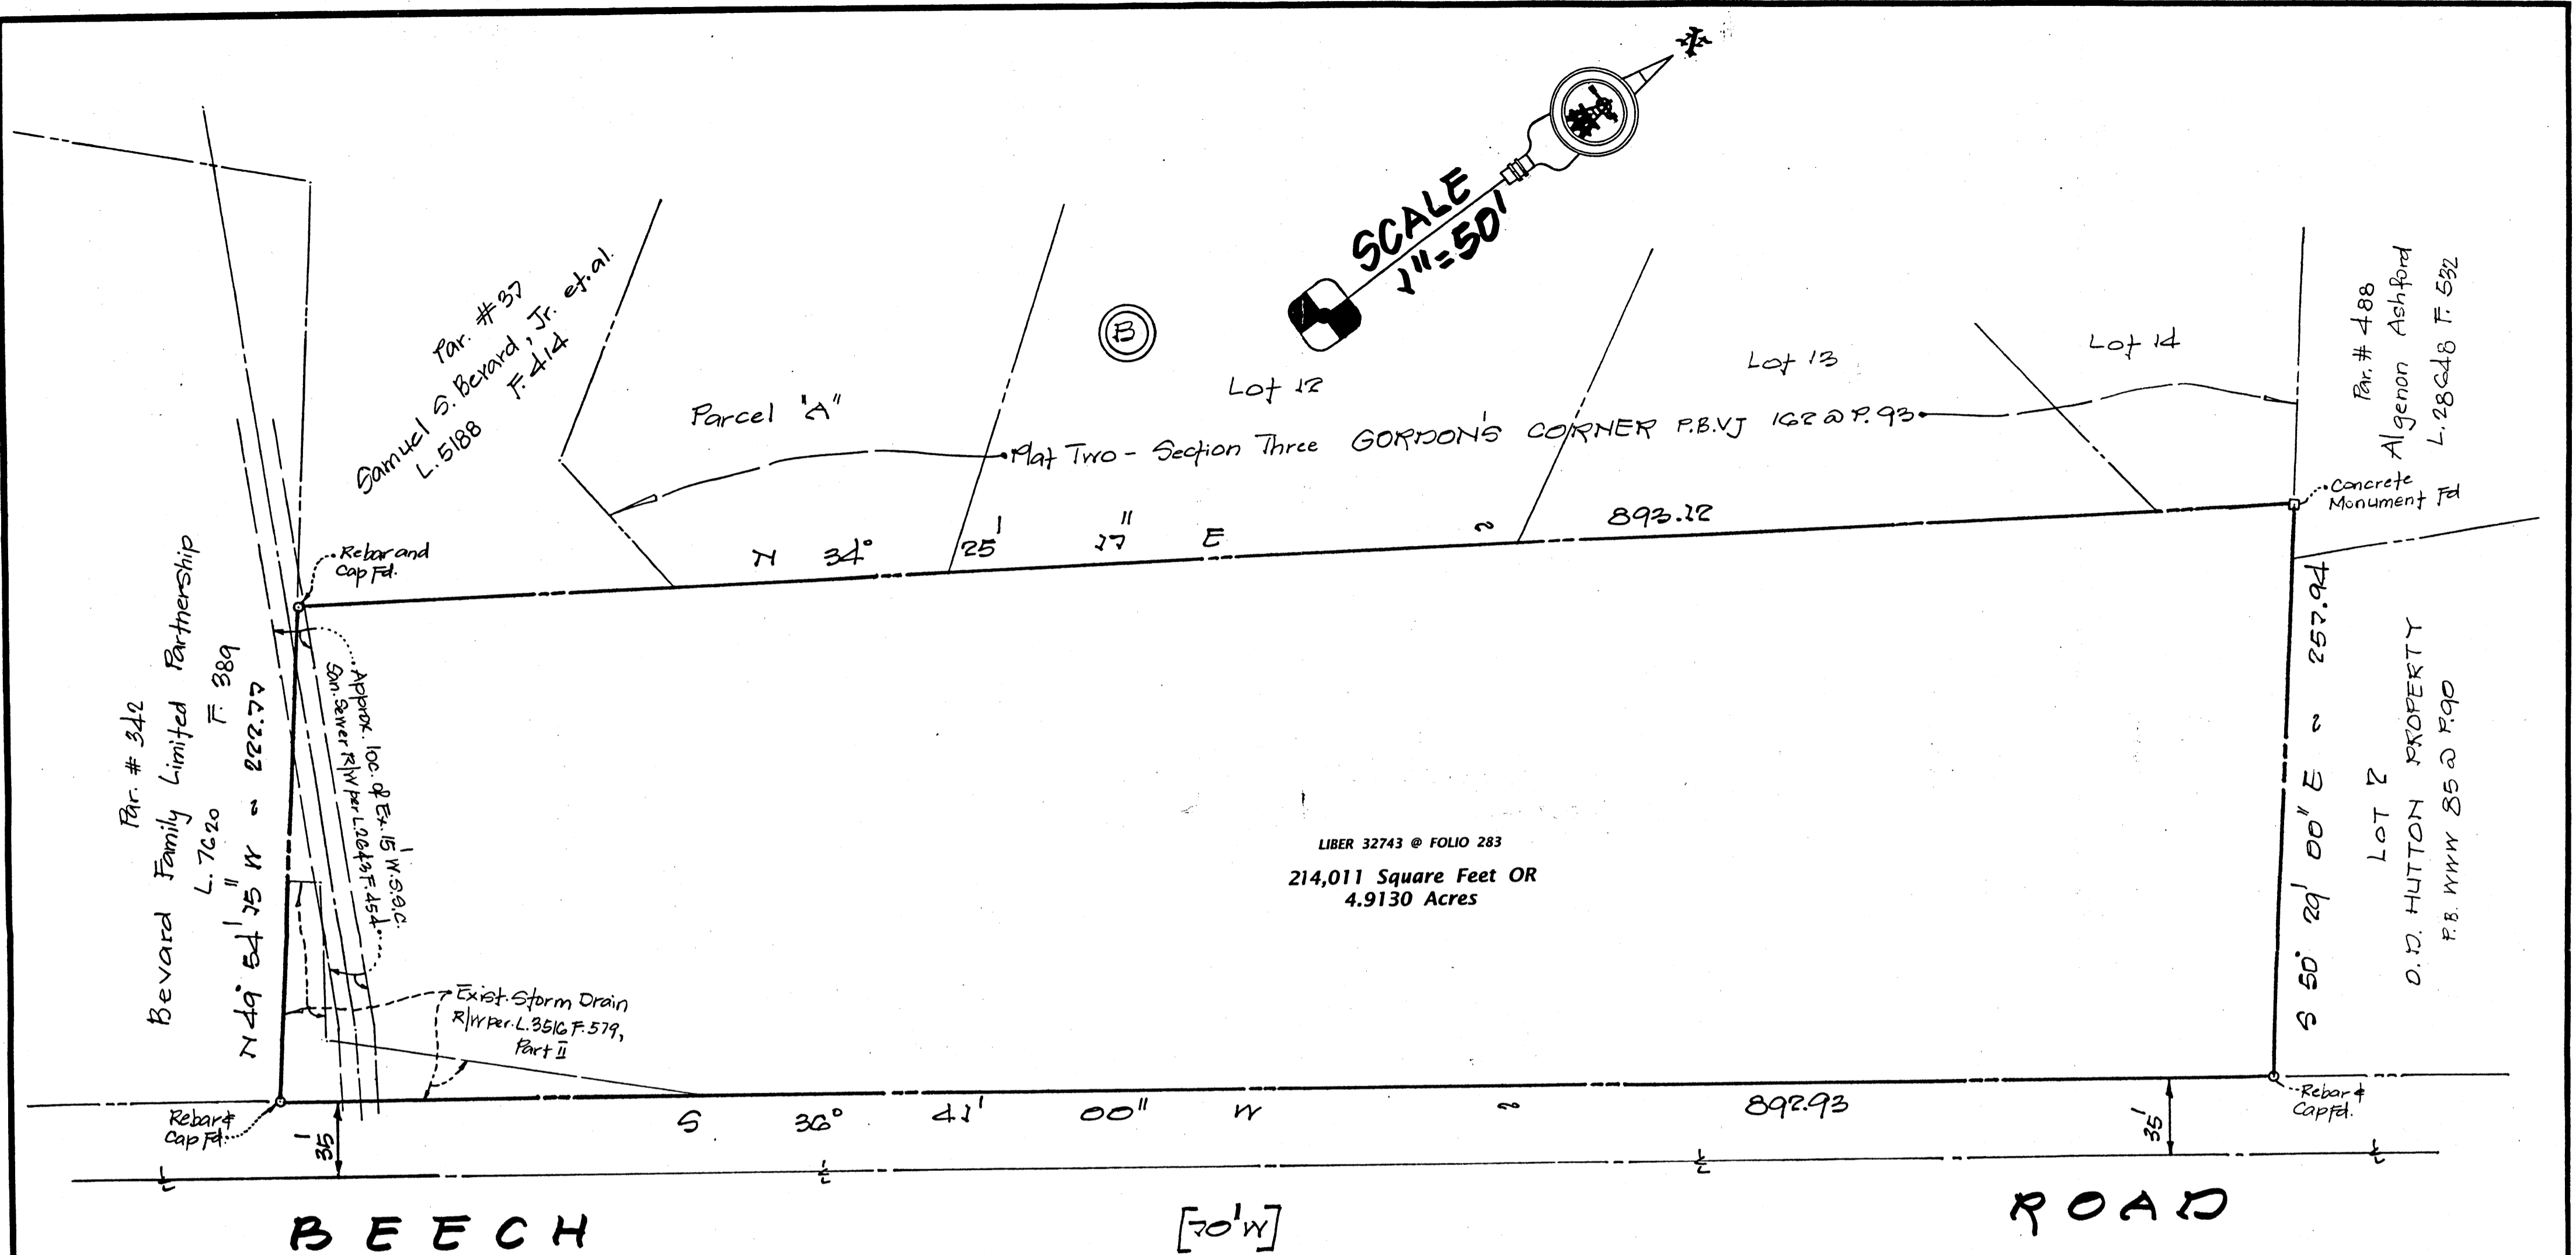 SCALE
1"=50'
Par. #37
Samuel S. Bevard, Jr. et.al.
L. 5188 F. 414
Parcel "A"
B
Lot 12
Lot 13
Lot 14
Plat Two - Section Three GORDON'S CORNER P.B.VJ 162 @ P.93
Par. # 488
Algenon Ashford
L. 28648 F. 532
Concrete
Monument Fd
N 34° 25' 17" E ~ 893.12
Rebar and
Cap Fd.
Par. # 342
Bevard Family Limited Partnership
L. 7620 F. 389
N 49° 54' 15" W ~ 222.77
Approx. loc. of Ex. 15' W.S.S.C.
San. Sewer R/W per L.2643 F.454
Exist. Storm Drain
R/W per. L.3516 F.579,
Part II
LIBER 32743 @ FOLIO 283
214,011 Square Feet OR
4.9130 Acres
S 50° 29' 00" E ~ 257.94
LOT 2
O.D. HUTTON PROPERTY
P.B. WWW 85 @ P.90
Rebar &
Cap Fd.
35'
S 36° 41' 00" W ~ 892.93
35'
Rebar &
Cap Fd.
BEECH [70'W] ROAD